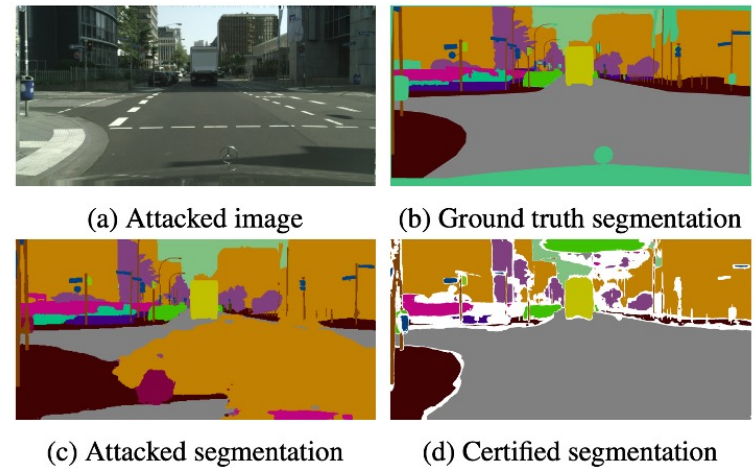 (a) Attacked image
(b) Ground truth segmentation
(c) Attacked segmentation
(d) Certified segmentation